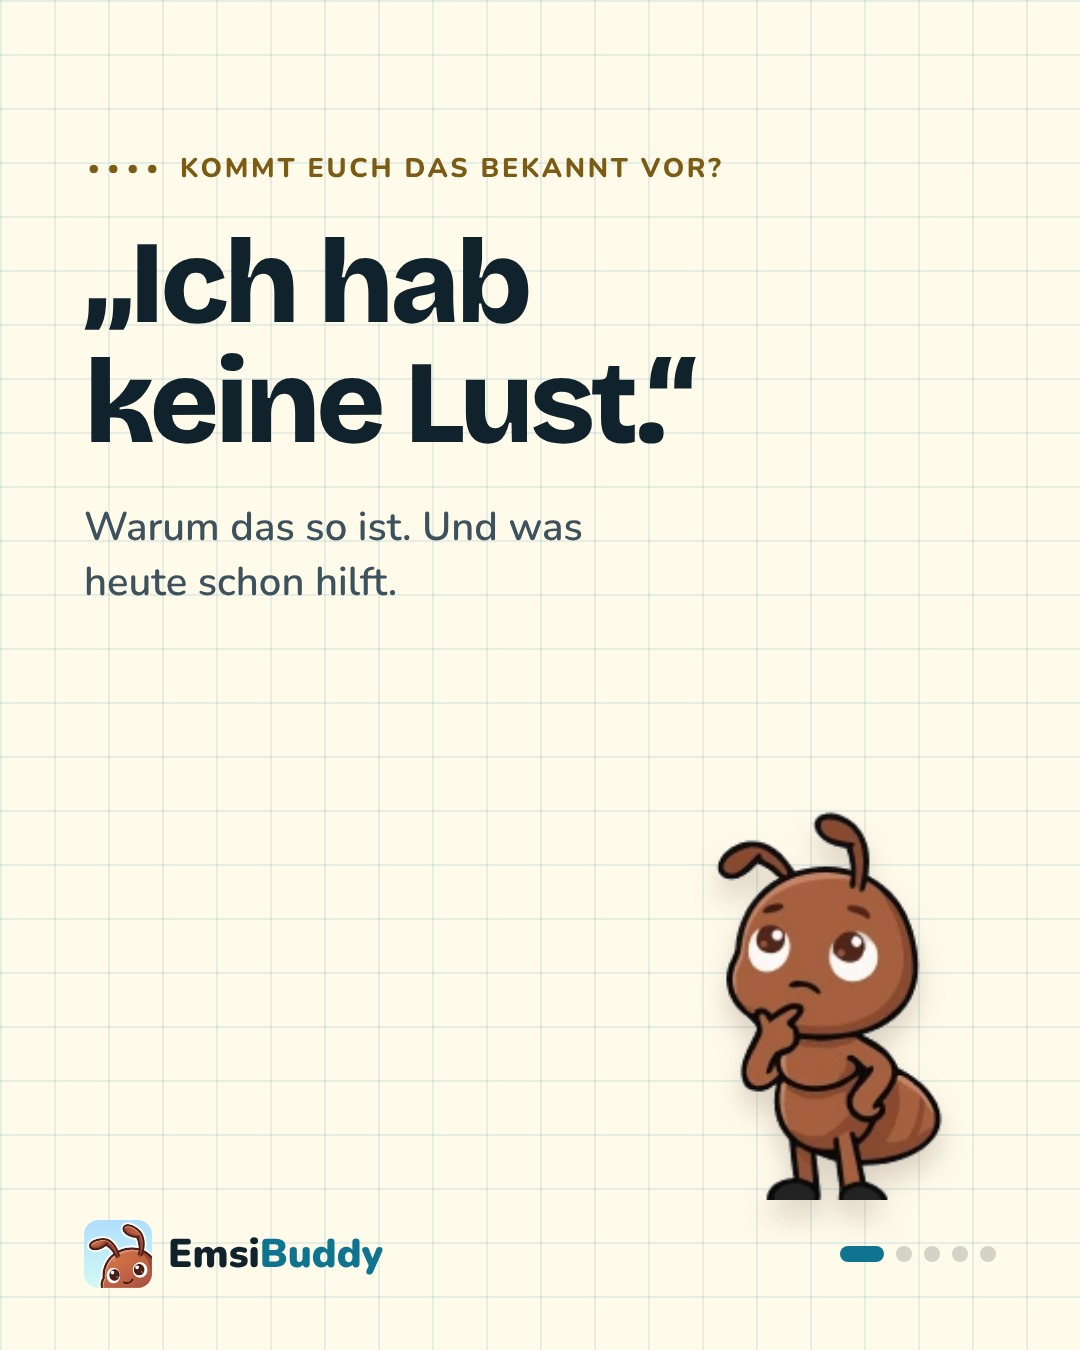 KOMMT EUCH DAS BEKANNT VOR?
„Ich hab
keine Lust.“
Warum das so ist. Und was
heute schon hilft.
EmsiBuddy